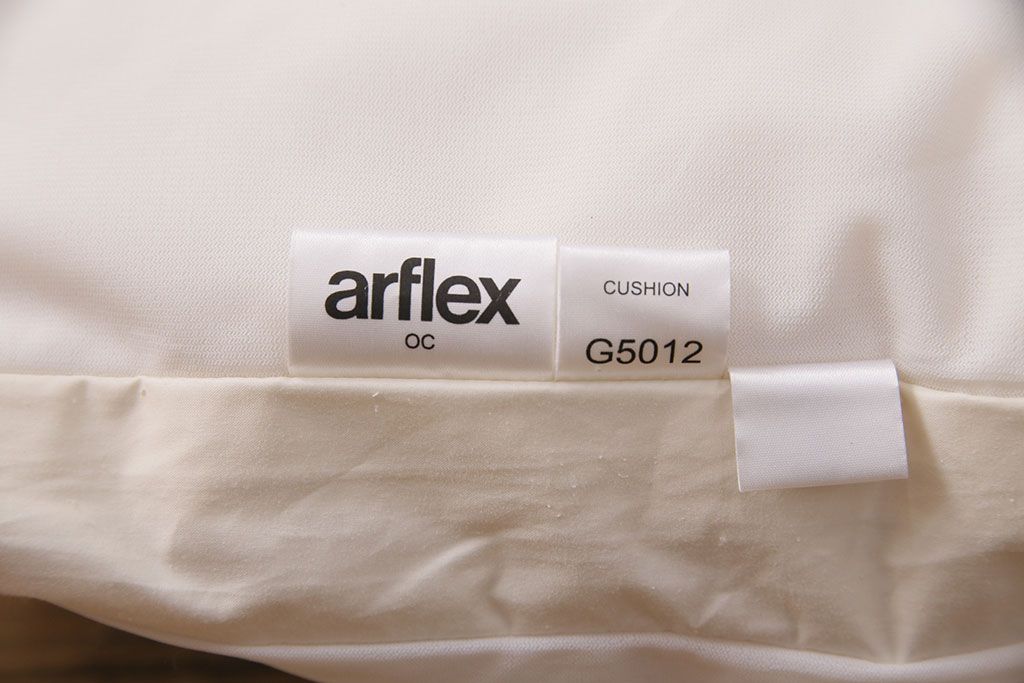 arflex
OC
CUSHION
G5012